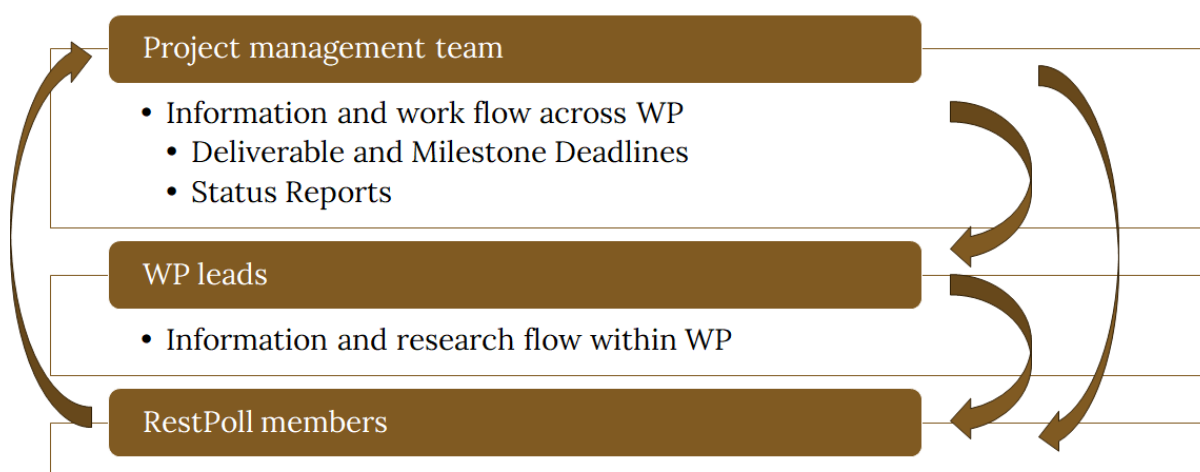 Project management team
• Information and work flow across WP
• Deliverable and Milestone Deadlines
• Status Reports
WP leads
• Information and research flow within WP
RestPoll members